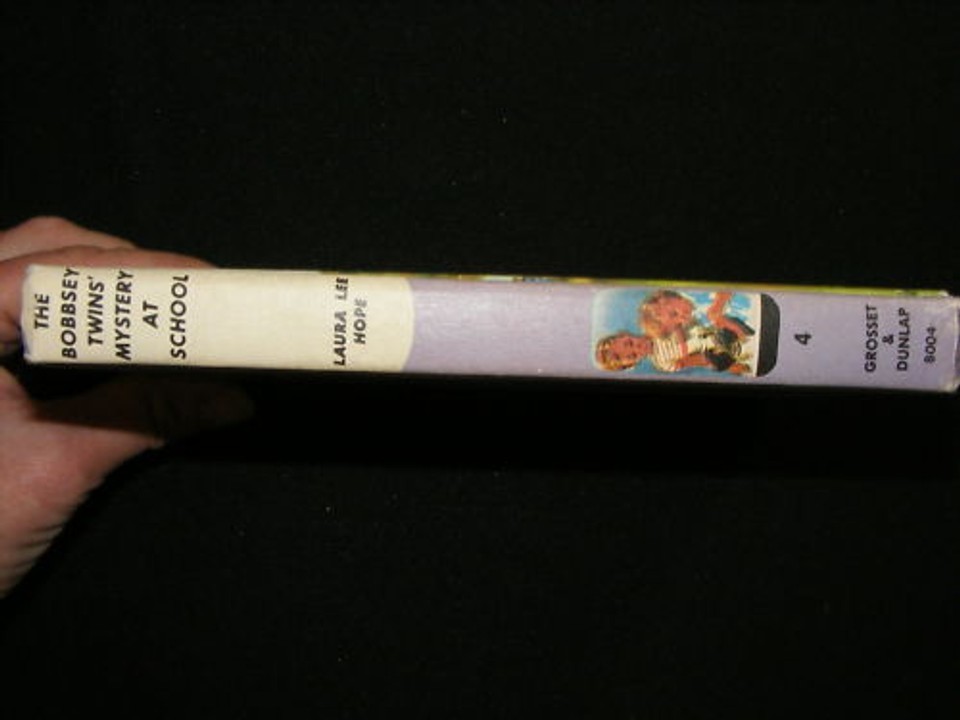 THE
BOBBSEY
TWINS'
MYSTERY
AT
SCHOOL
LAURA LEE
HOPE
4
GROSSET
&
DUNLAP
8004